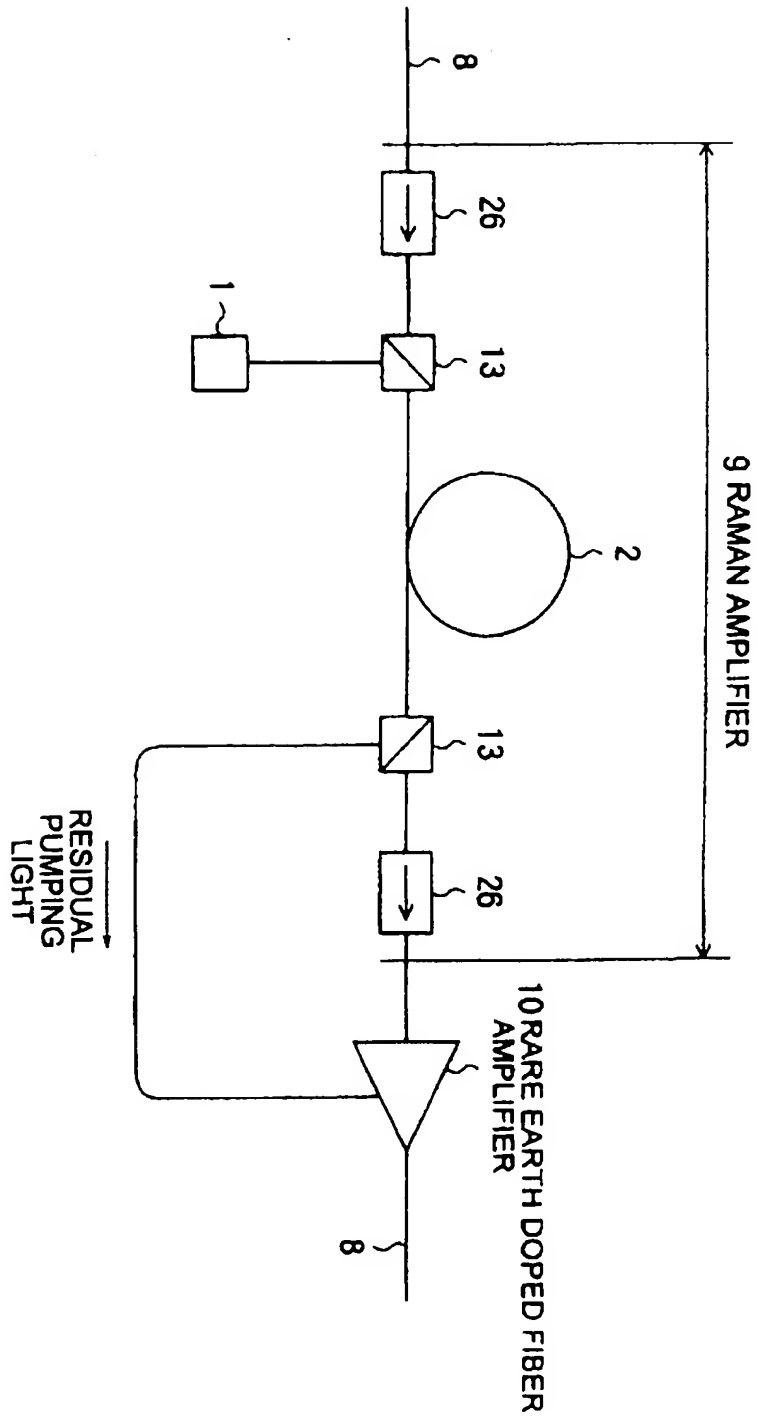 9 RAMAN AMPLIFIER
8
26
13
2
13
26
10 RARE EARTH DOPED FIBER
AMPLIFIER
1
8
RESIDUAL
PUMPING
LIGHT